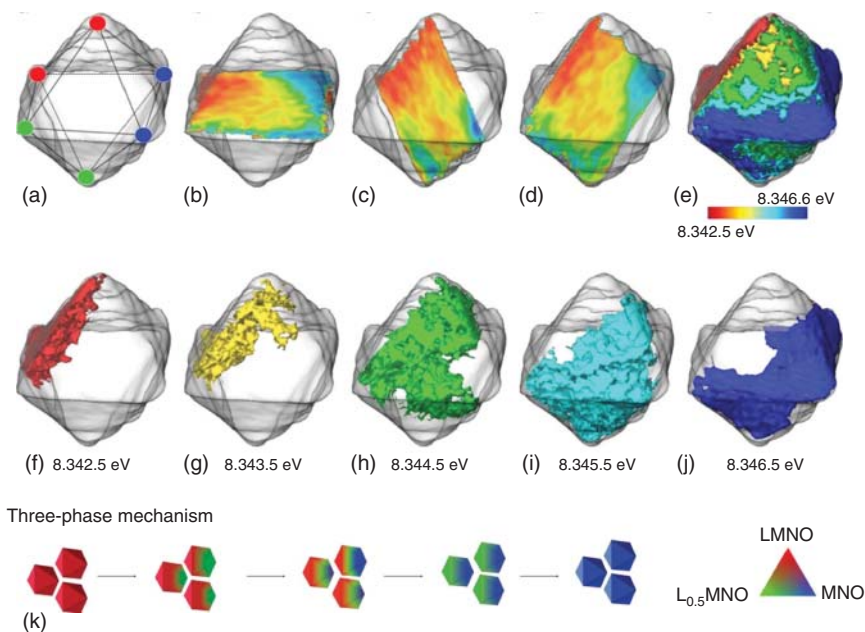 (a)
(b)
(c)
(d)
(e)
8.346.6 eV
8.342.5 eV
(f) 8.342.5 eV
(g) 8.343.5 eV
(h) 8.344.5 eV
(i) 8.345.5 eV
(j) 8.346.5 eV
Three-phase mechanism
LMNO
L0.5MNO
MNO
(k)